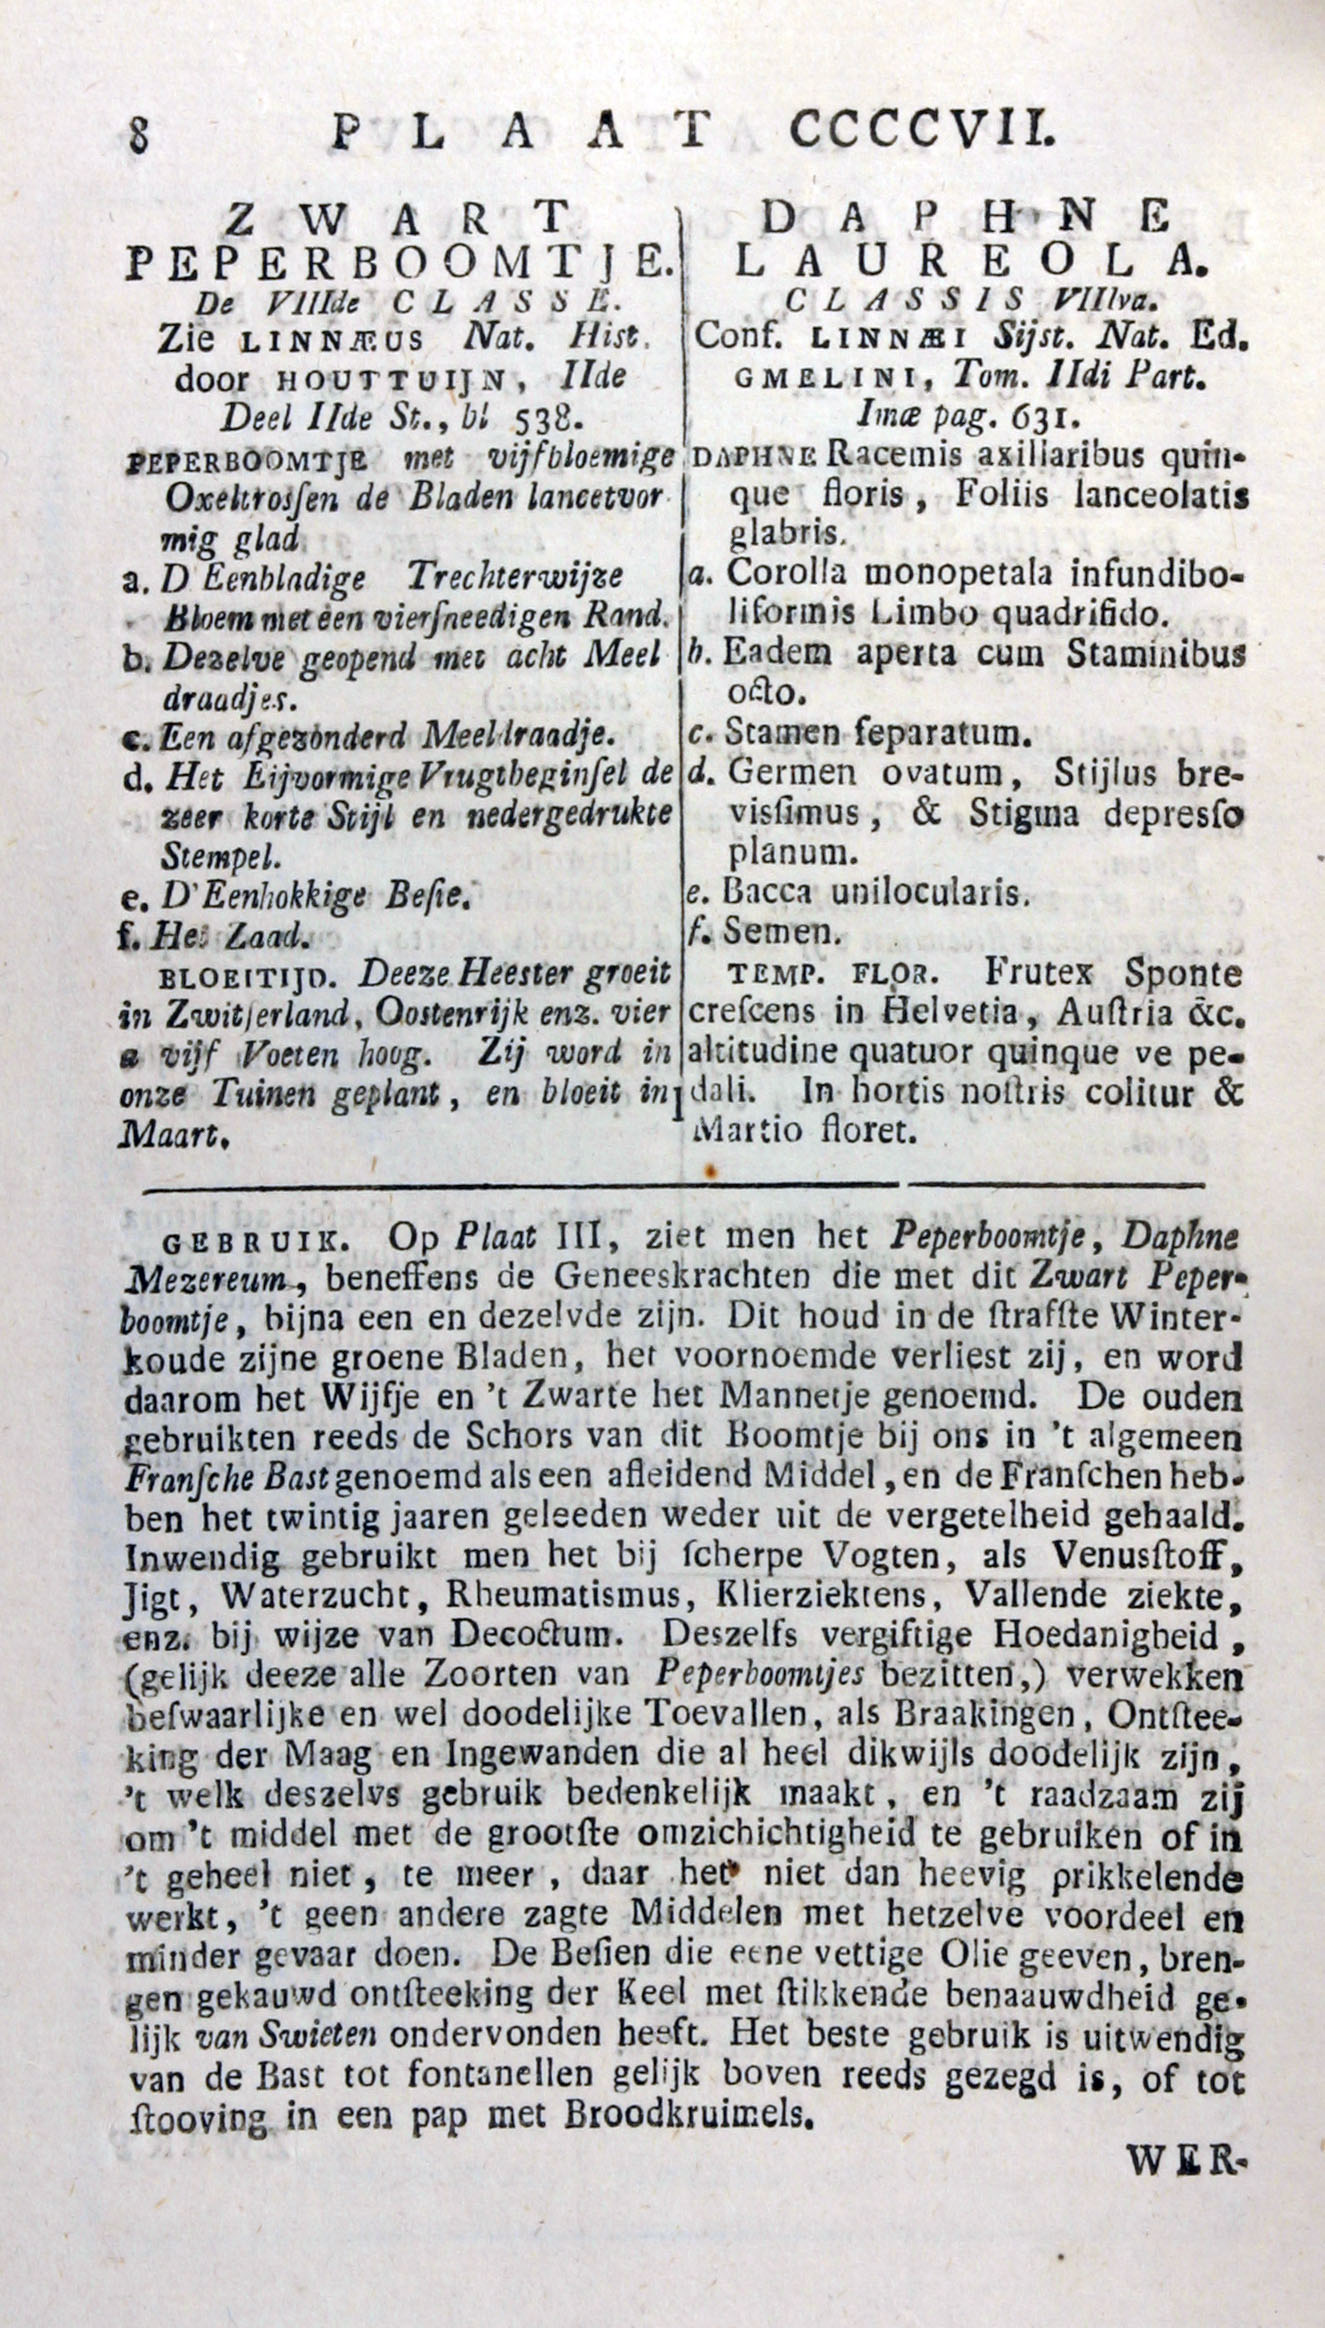 8 PLAAT CCCCVII.
ZWART
PEPERBOOMTJE.
De VIIIde CLASSE.
Zie LINNÆUS Nat. Hist.
door HOUTTUIJN, IIde
Deel IIde St., bl 538.
PEPERBOOMTJE met vijfbloemige
Oxeltrosſen de Bladen lancetvor
mig glad
a. D Eenbladige Trechterwijze
Bloem met een vierſneedigen Rand.
b. Dezelve geopend met acht Meel
draadjes.
c. Een afgezonderd Meeldraadje.
d. Het Eijvormige Vrugtbeginſel de
zeer korte Stijl en nedergedrukte
Stempel.
e. D'Eenhokkige Beſie.
f. Het Zaad.
BLOEITIJD. Deeze Heester groeit
in Zwitſerland, Oostenrijk enz. vier
a vijf Voeten hoog. Zij word in
onze Tuinen geplant, en bloeit in
Maart.
DAPHNE
LAUREOLA.
CLASSIS VIIIva.
Conf. LINNÆI Sijst. Nat. Ed.
GMELINI, Tom. IIdi Part.
Imæ pag. 631.
DAPHNE Racemis axillaribus quin-
que floris, Foliis lanceolatis
glabris.
a. Corolla monopetala infundibo-
liformis Limbo quadrifido.
b. Eadem aperta cum Staminibus
octo.
c. Stamen ſeparatum.
d. Germen ovatum, Stijlus bre-
visſimus, & Stigma depresſo
planum.
e. Bacca unilocularis.
f. Semen.
TEMP. FLOR. Frutex Sponte
creſcens in Helvetia, Auſtria &c.
altitudine quatuor quinque ve pe-
dali. In hortis noſtris colitur &
Martio floret.
GEBRUIK. Op Plaat III, ziet men het Peperboomtje, Daphne
Mezereum, beneffens de Geneeskrachten die met dit Zwart Peper-
boomtje, bijna een en dezelvde zijn. Dit houd in de ſtrafſte Winter-
koude zijne groene Bladen, het voornoemde verliest zij, en word
daarom het Wijfje en 't Zwarte het Mannetje genoemd. De ouden
gebruikten reeds de Schors van dit Boomtje bij ons in 't algemeen
Franſche Bast genoemd als een afleidend Middel, en de Franſchen heb-
ben het twintig jaaren geleeden weder uit de vergetelheid gehaald.
Inwendig gebruikt men het bij ſcherpe Vogten, als Venusſtoff,
Jigt, Waterzucht, Rheumatismus, Klierziektens, Vallende ziekte,
enz. bij wijze van Decoctum. Deszelfs vergiftige Hoedanigheid,
(gelijk deeze alle Zoorten van Peperboomtjes bezitten,) verwekken
beſwaarlijke en wel doodelijke Toevallen, als Braakingen, Ontſtee-
king der Maag en Ingewanden die al heel dikwijls doodelijk zijn,
't welk deszelvs gebruik bedenkelijk maakt, en 't raadzaam zij
om 't middel met de grootſte omzichichtigheid te gebruiken of in
't geheel niet, te meer, daar het niet dan heevig prikkelende
werkt, 't geen andere zagte Middelen met hetzelve voordeel en
minder gevaar doen. De Beſien die eene vettige Olie geeven, bren-
gen gekauwd ontſteeking der Keel met ſtikkende benaauwdheid ge-
lijk van Swieten ondervonden heeft. Het beste gebruik is uitwendig
van de Bast tot fontanellen gelijk boven reeds gezegd is, of tot
ſtooving in een pap met Broodkruimels.
WER-